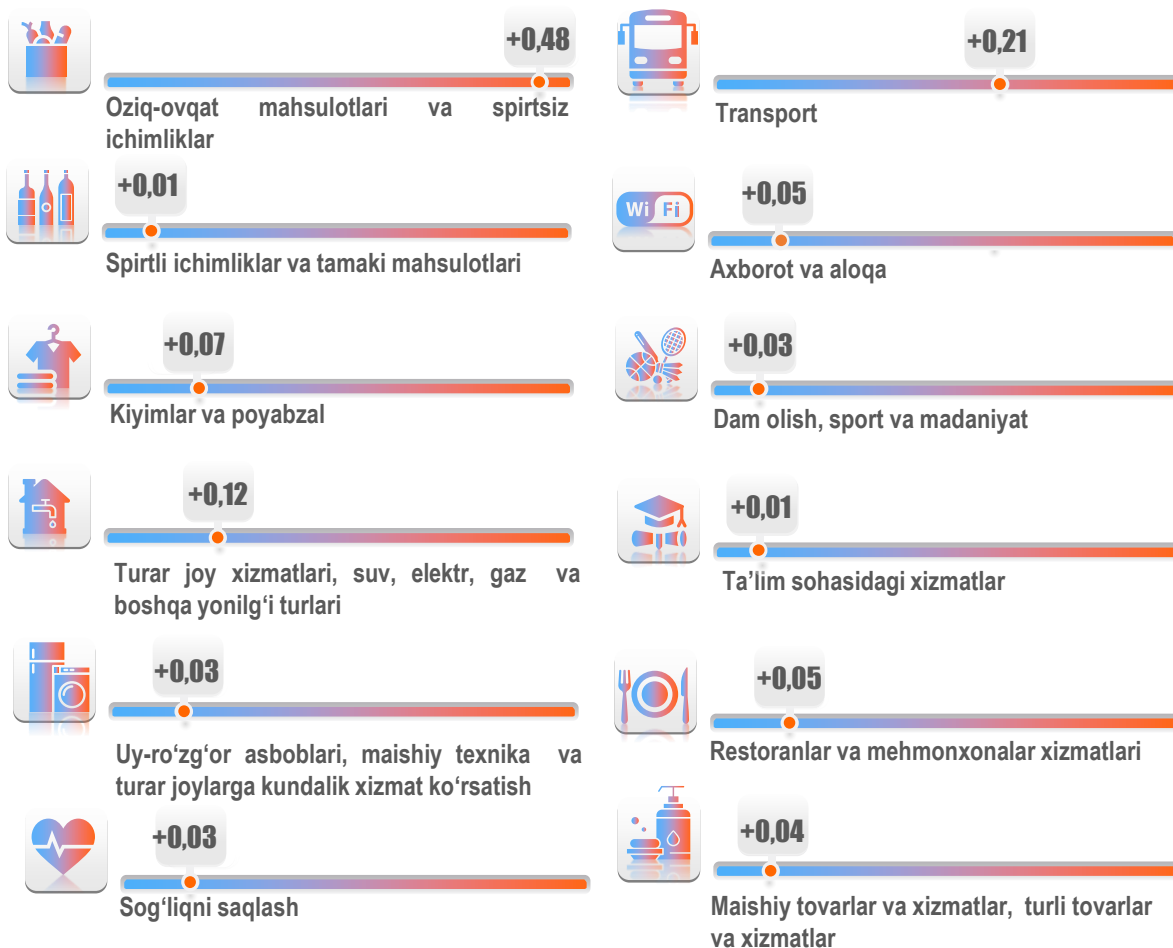 +0,48
Oziq-ovqat mahsulotlari va spirtsiz
ichimliklar
+0,01
Spirtli ichimliklar va tamaki mahsulotlari
+0,07
Kiyimlar va poyabzal
+0,12
Turar joy xizmatlari, suv, elektr, gaz va
boshqa yonilg‘i turlari
+0,03
Uy-ro‘zg‘or asboblari, maishiy texnika va
turar joylarga kundalik xizmat ko‘rsatish
+0,03
Sog‘liqni saqlash
+0,21
Transport
Wi Fi
+0,05
Axborot va aloqa
+0,03
Dam olish, sport va madaniyat
+0,01
Ta’lim sohasidagi xizmatlar
+0,05
Restoranlar va mehmonxonalar xizmatlari
+0,04
Maishiy tovarlar va xizmatlar, turli tovarlar
va xizmatlar